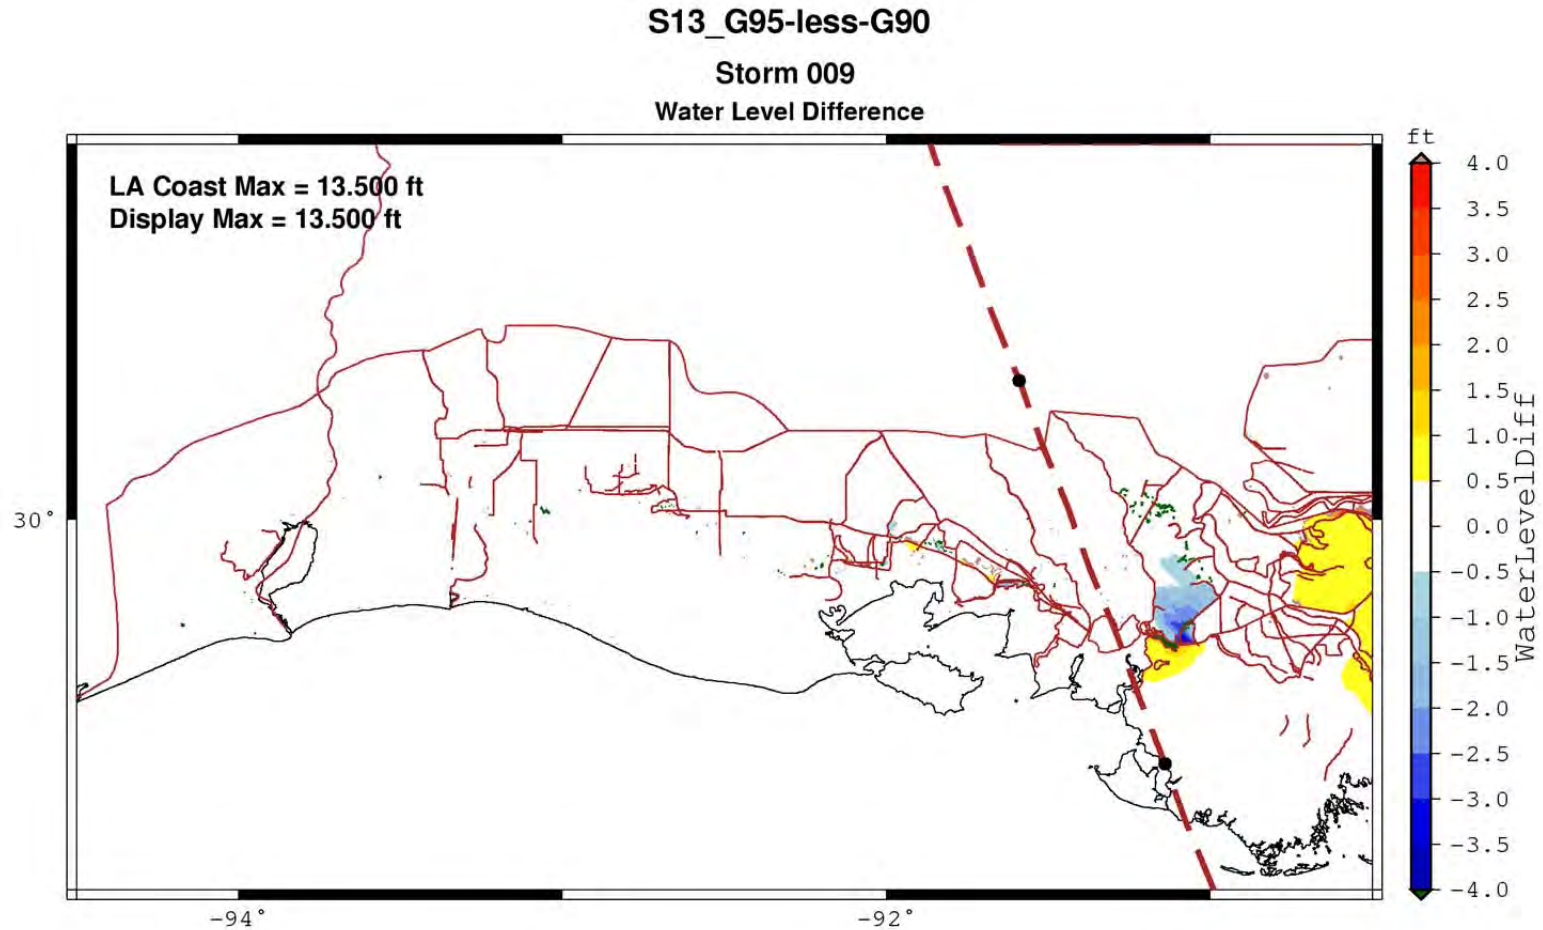 S13_G95-less-G90
Storm 009
Water Level Difference
LA Coast Max = 13.500 ft
Display Max = 13.500 ft
ft
4.0
3.5
3.0
2.5
2.0
1.5
1.0
0.5
0.0
-0.5
-1.0
-1.5
-2.0
-2.5
-3.0
-3.5
-4.0
WaterLevelDiff
30°
-94°
-92°